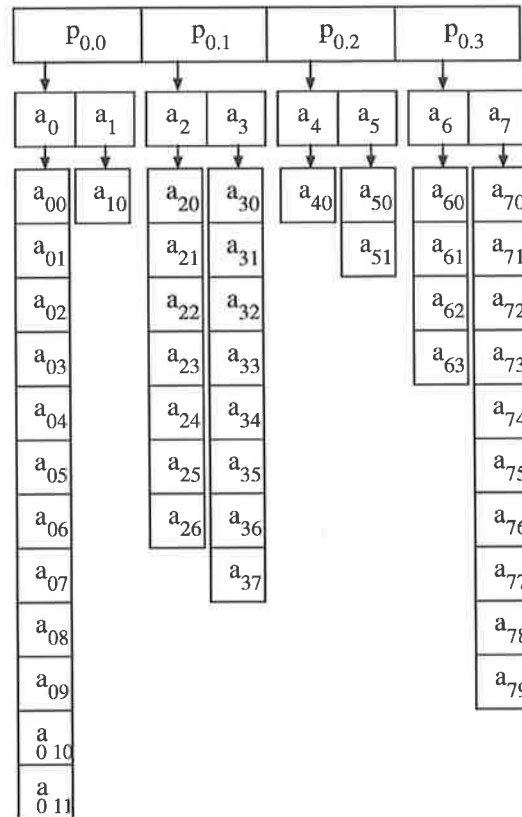 p0.0 p0.1 p0.2 p0.3
a0 a1 a2 a3 a4 a5 a6 a7
a00 a10 a20 a30 a40 a50 a60 a70
a01 a21 a31 a51 a61 a71
a02 a22 a32 a62 a72
a03 a23 a33 a63 a73
a04 a24 a34 a74
a05 a25 a35 a75
a06 a26 a36 a76
a07 a37 a77
a08 a78
a09 a79
a0 10
a0 11